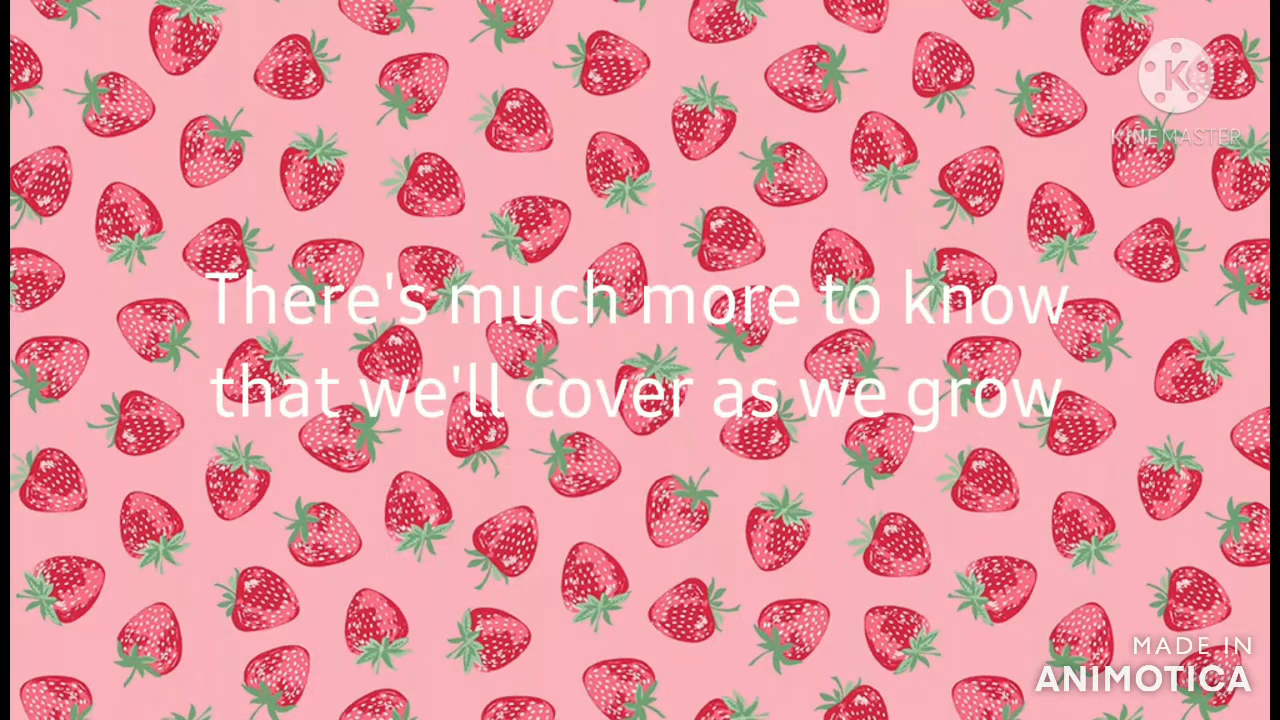 K
KINEMASTER
There's much more to know
that we'll cover as we grow
MADE IN
ANIMOTICA